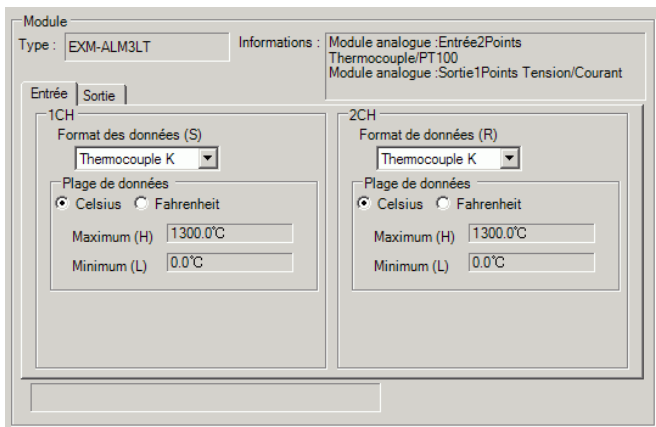 Module
Type : EXM-ALM3LT Informations : Module analogue :Entrée2Points
Thermocouple/PT100
Module analogue :Sortie1Points Tension/Courant
Entrée Sortie
1CH
Format des données (S)
Thermocouple K
Plage de données
Celsius Fahrenheit
Maximum (H) 1300.0°C
Minimum (L) 0.0°C
2CH
Format de données (R)
Thermocouple K
Plage de données
Celsius Fahrenheit
Maximum (H) 1300.0°C
Minimum (L) 0.0°C